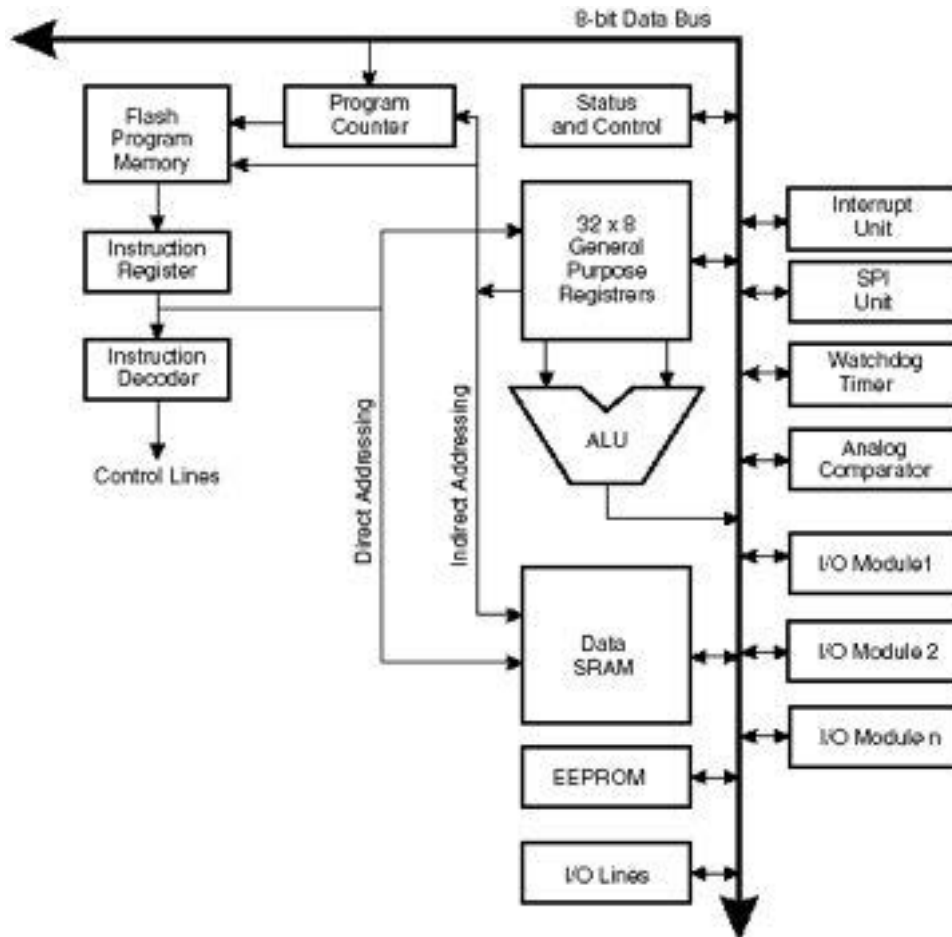 8-bit Data Bus
Flash
Program
Memory
Program
Counter
Status
and Control
Instruction
Register
32 x 8
General
Purpose
Registrers
Interrupt
Unit
SPI
Unit
Instruction
Decoder
Watchdog
Timer
ALU
Analog
Comparator
Control Lines
Direct Addressing
Indirect Addressing
I/O Module1
Data
SRAM
I/O Module 2
I/O Module n
EEPROM
I/O Lines